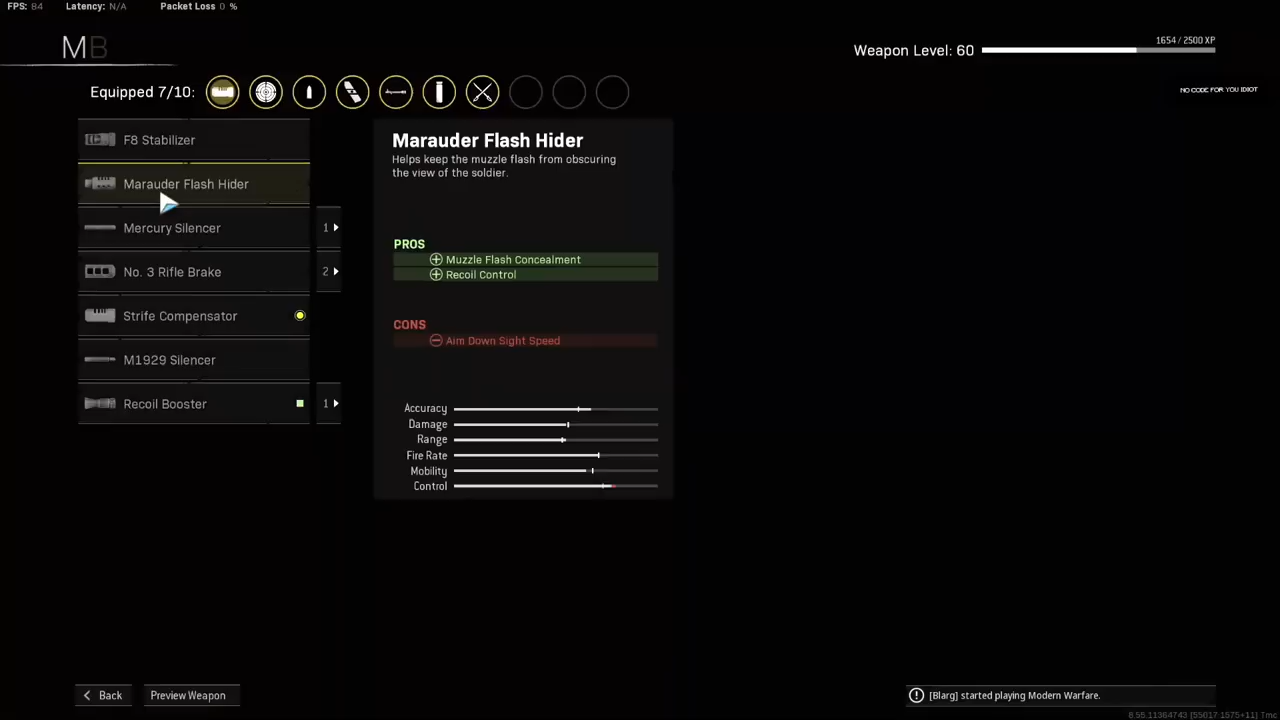 FPS: 84 Latency: N/A Packet Loss 0 %
MB
Weapon Level: 60
1654 / 2500 XP
NO CODE FOR YOU IDIOT
Equipped 7/10:
F8 Stabilizer
Marauder Flash Hider
Mercury Silencer 1
No. 3 Rifle Brake 2
Strife Compensator
M1929 Silencer
Recoil Booster 1
Marauder Flash Hider
Helps keep the muzzle flash from obscuring
the view of the soldier.
PROS
Muzzle Flash Concealment
Recoil Control
CONS
Aim Down Sight Speed
Accuracy
Damage
Range
Fire Rate
Mobility
Control
Back
Preview Weapon
[Blarg] started playing Modern Warfare.